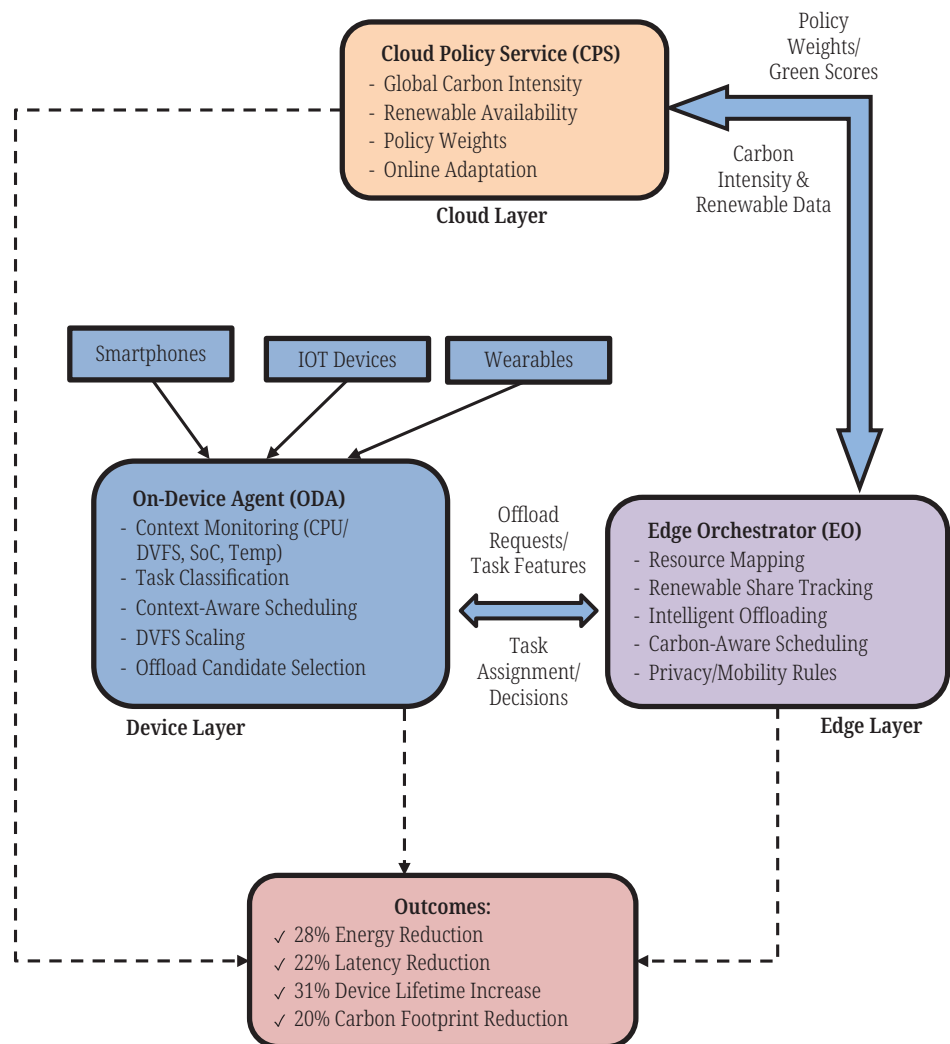 Cloud Policy Service (CPS)
- Global Carbon Intensity
- Renewable Availability
- Policy Weights
- Online Adaptation
Cloud Layer
Policy
Weights/
Green Scores
Carbon
Intensity &
Renewable Data
Smartphones
IOT Devices
Wearables
On-Device Agent (ODA)
- Context Monitoring (CPU/
DVFS, SoC, Temp)
- Task Classification
- Context-Aware Scheduling
- DVFS Scaling
- Offload Candidate Selection
Device Layer
Offload
Requests/
Task Features
Task
Assignment/
Decisions
Edge Orchestrator (EO)
- Resource Mapping
- Renewable Share Tracking
- Intelligent Offloading
- Carbon-Aware Scheduling
- Privacy/Mobility Rules
Edge Layer
Outcomes:
✓ 28% Energy Reduction
✓ 22% Latency Reduction
✓ 31% Device Lifetime Increase
✓ 20% Carbon Footprint Reduction